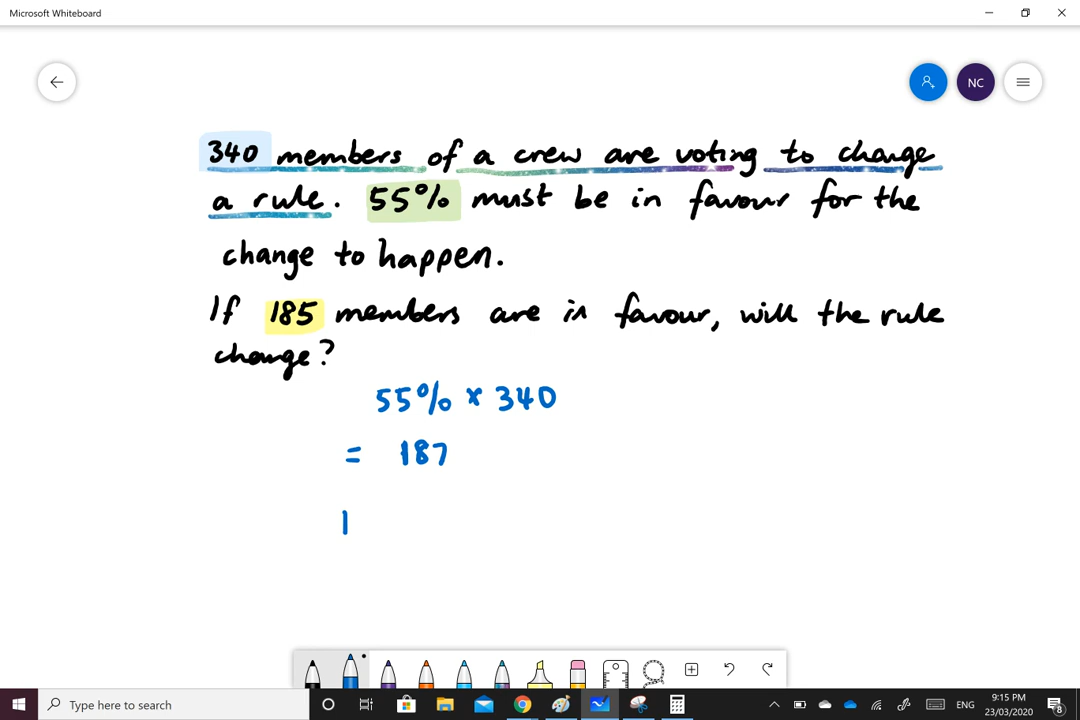 Microsoft Whiteboard
NC
340 members of a crew are voting to change
a rule. 55% must be in favour for the
change to happen.
If 185 members are in favour, will the rule
change?
55% × 340
= 187
1
Type here to search
ENG
9:15 PM
23/03/2020
8